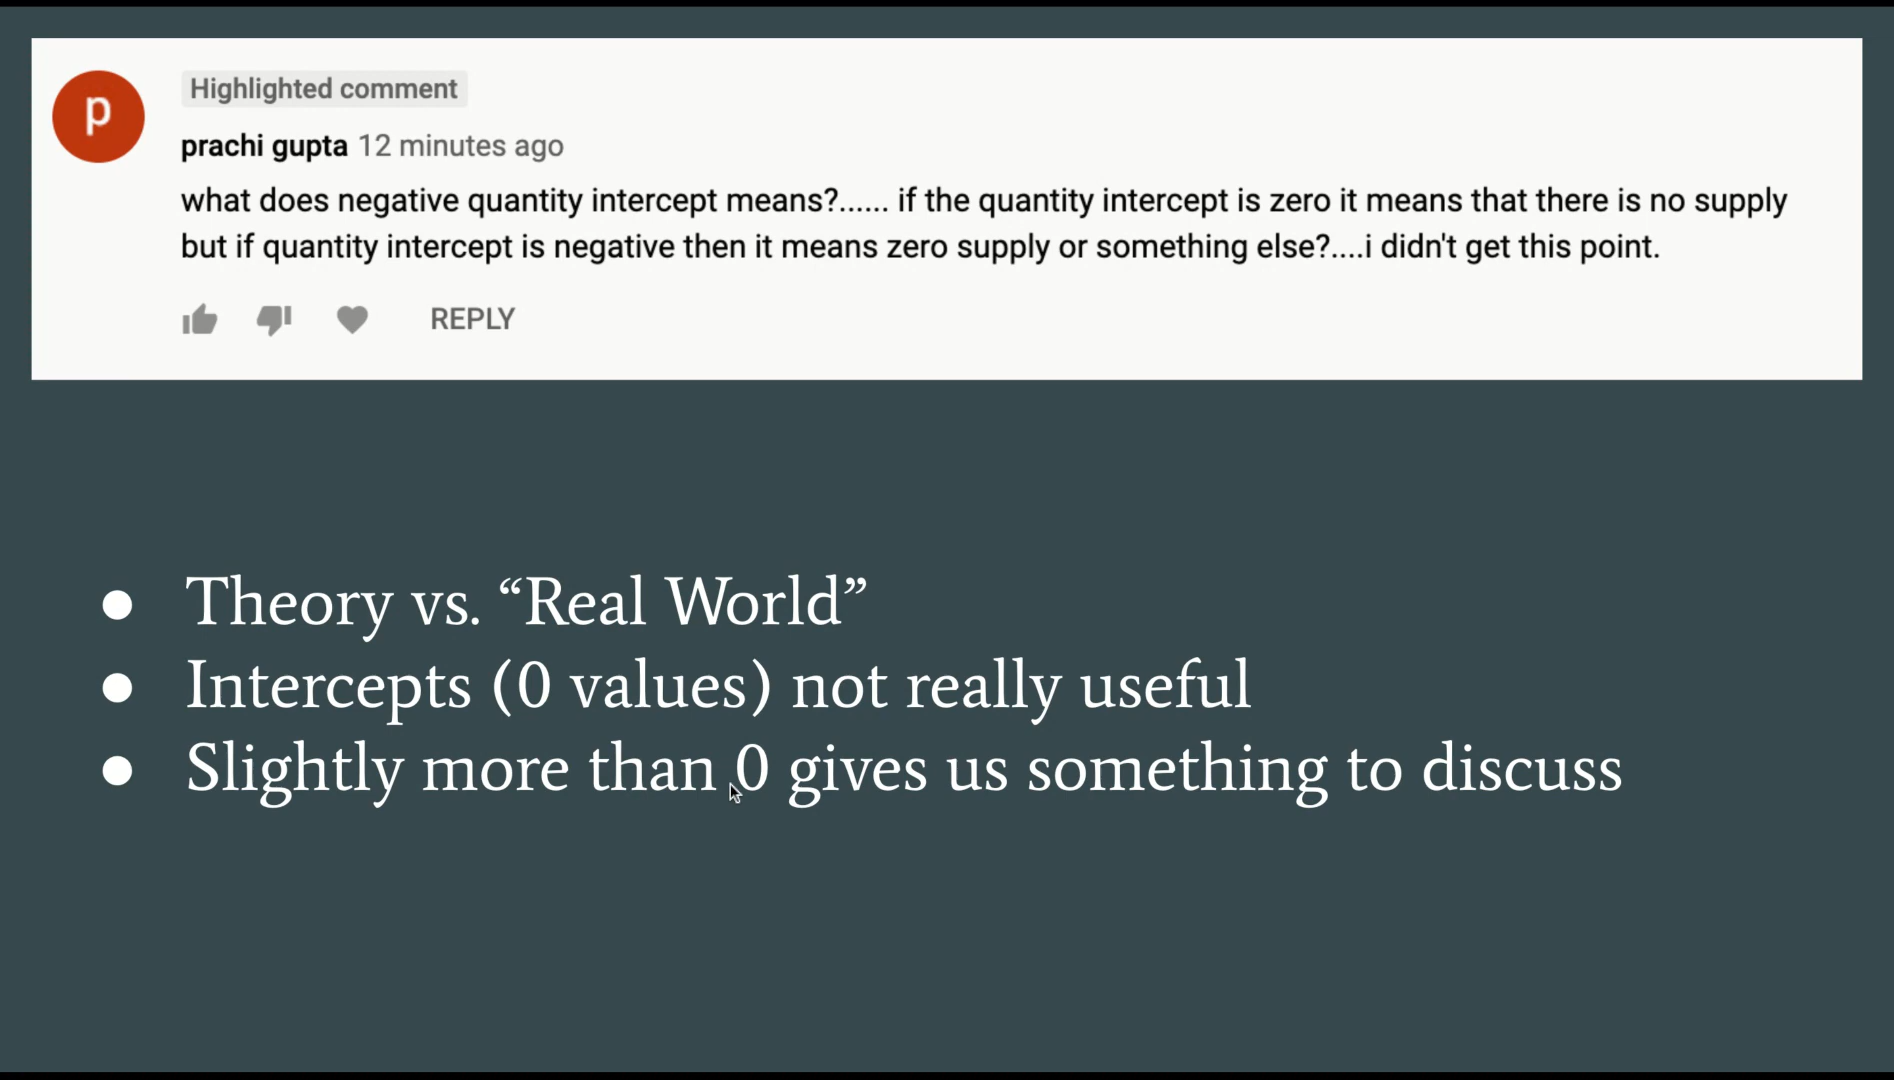 p
Highlighted comment
prachi gupta 12 minutes ago
what does negative quantity intercept means?...... if the quantity intercept is zero it means that there is no supply
but if quantity intercept is negative then it means zero supply or something else?....i didn't get this point.
REPLY
● Theory vs. “Real World”
● Intercepts (0 values) not really useful
● Slightly more than 0 gives us something to discuss